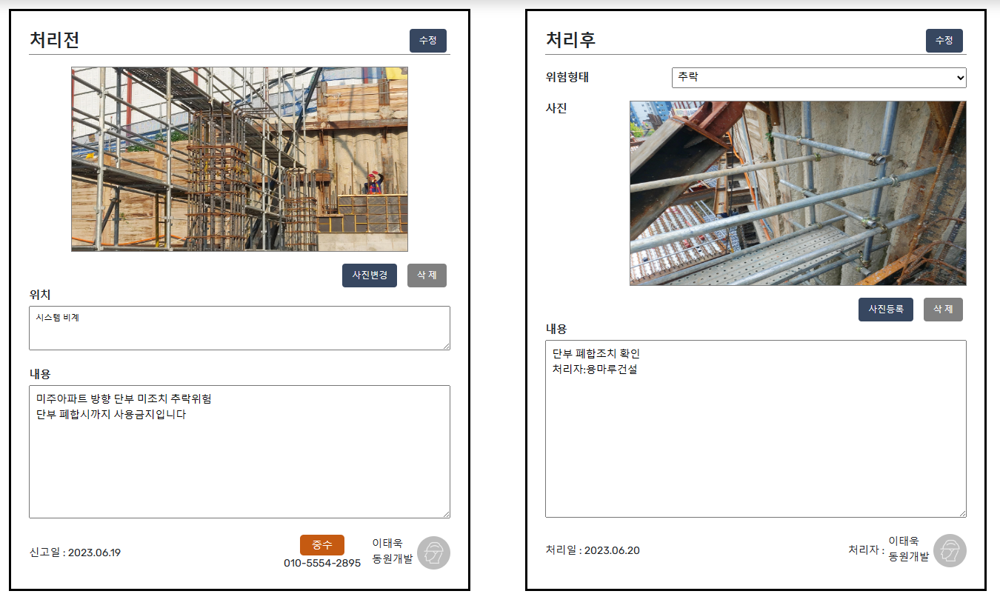 처리전
수정
사진변경
삭 제
위치
시스템 비계
내용
미주아파트 방향 단부 미조치 추락위험
단부 폐합시까지 사용금지입니다
신고일 : 2023.06.19
중수
010-5554-2895
이태욱
동원개발
처리후
수정
위험형태
추락
사진
사진등록
삭 제
내용
단부 폐합조치 확인
처리자:용마루건설
처리일 : 2023.06.20
처리자 :
이태욱
동원개발